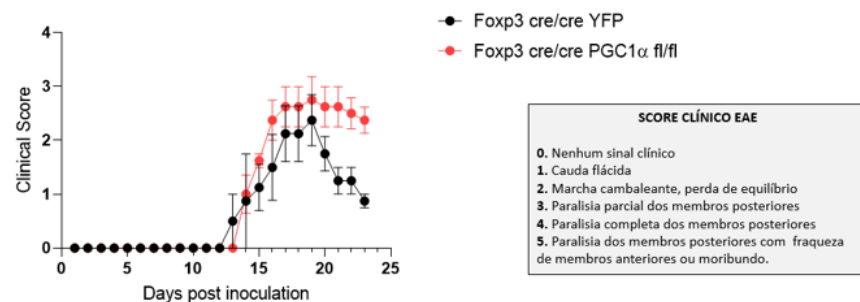 Foxp3 cre/cre YFP
Foxp3 cre/cre PGC1α fl/fl
Clinical Score
4
3
2
1
0
0 5 10 15 20 25
Days post inoculation
SCORE CLÍNICO EAE
0. Nenhum sinal clínico
1. Cauda flácida
2. Marcha cambaleante, perda de equilíbrio
3. Paralisia parcial dos membros posteriores
4. Paralisia completa dos membros posteriores
5. Paralisia dos membros posteriores com fraqueza
de membros anteriores ou moribundo.